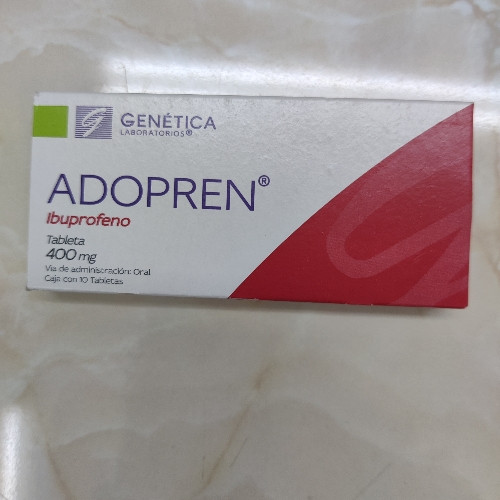 GENÉTICA
LABORATORIOS®
ADOPREN®
Ibuprofeno
Tableta
400 mg
Vía de administración: Oral
Caja con 10 Tabletas